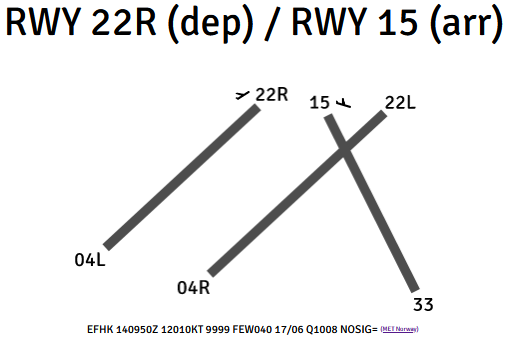 RWY 22R (dep) / RWY 15 (arr)
22R
15
22L
04L
04R
33
EFHK 140950Z 12010KT 9999 FEW040 17/06 Q1008 NOSIG= (MET Norway)